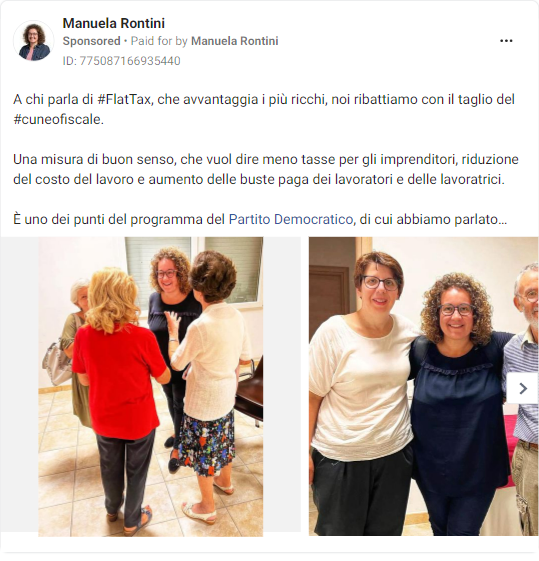 Manuela Rontini
Sponsored • Paid for by Manuela Rontini
ID: 775087166935440
A chi parla di #FlatTax, che avvantaggia i più ricchi, noi ribattiamo con il taglio del
#cuneofiscale.
Una misura di buon senso, che vuol dire meno tasse per gli imprenditori, riduzione
del costo del lavoro e aumento delle buste paga dei lavoratori e delle lavoratrici.
È uno dei punti del programma del Partito Democratico, di cui abbiamo parlato...